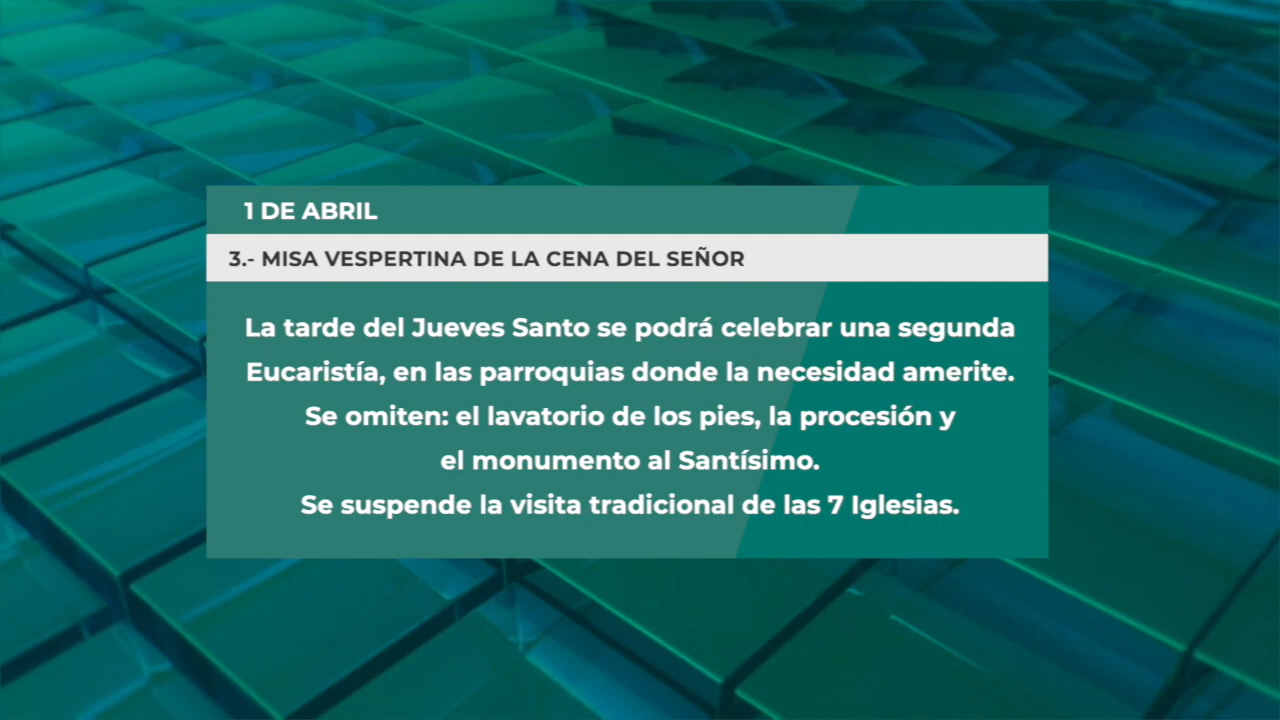 1 DE ABRIL
3.- MISA VESPERTINA DE LA CENA DEL SEÑOR
La tarde del Jueves Santo se podrá celebrar una segunda
Eucaristía, en las parroquias donde la necesidad amerite.
Se omiten: el lavatorio de los pies, la procesión y
el monumento al Santísimo.
Se suspende la visita tradicional de las 7 Iglesias.